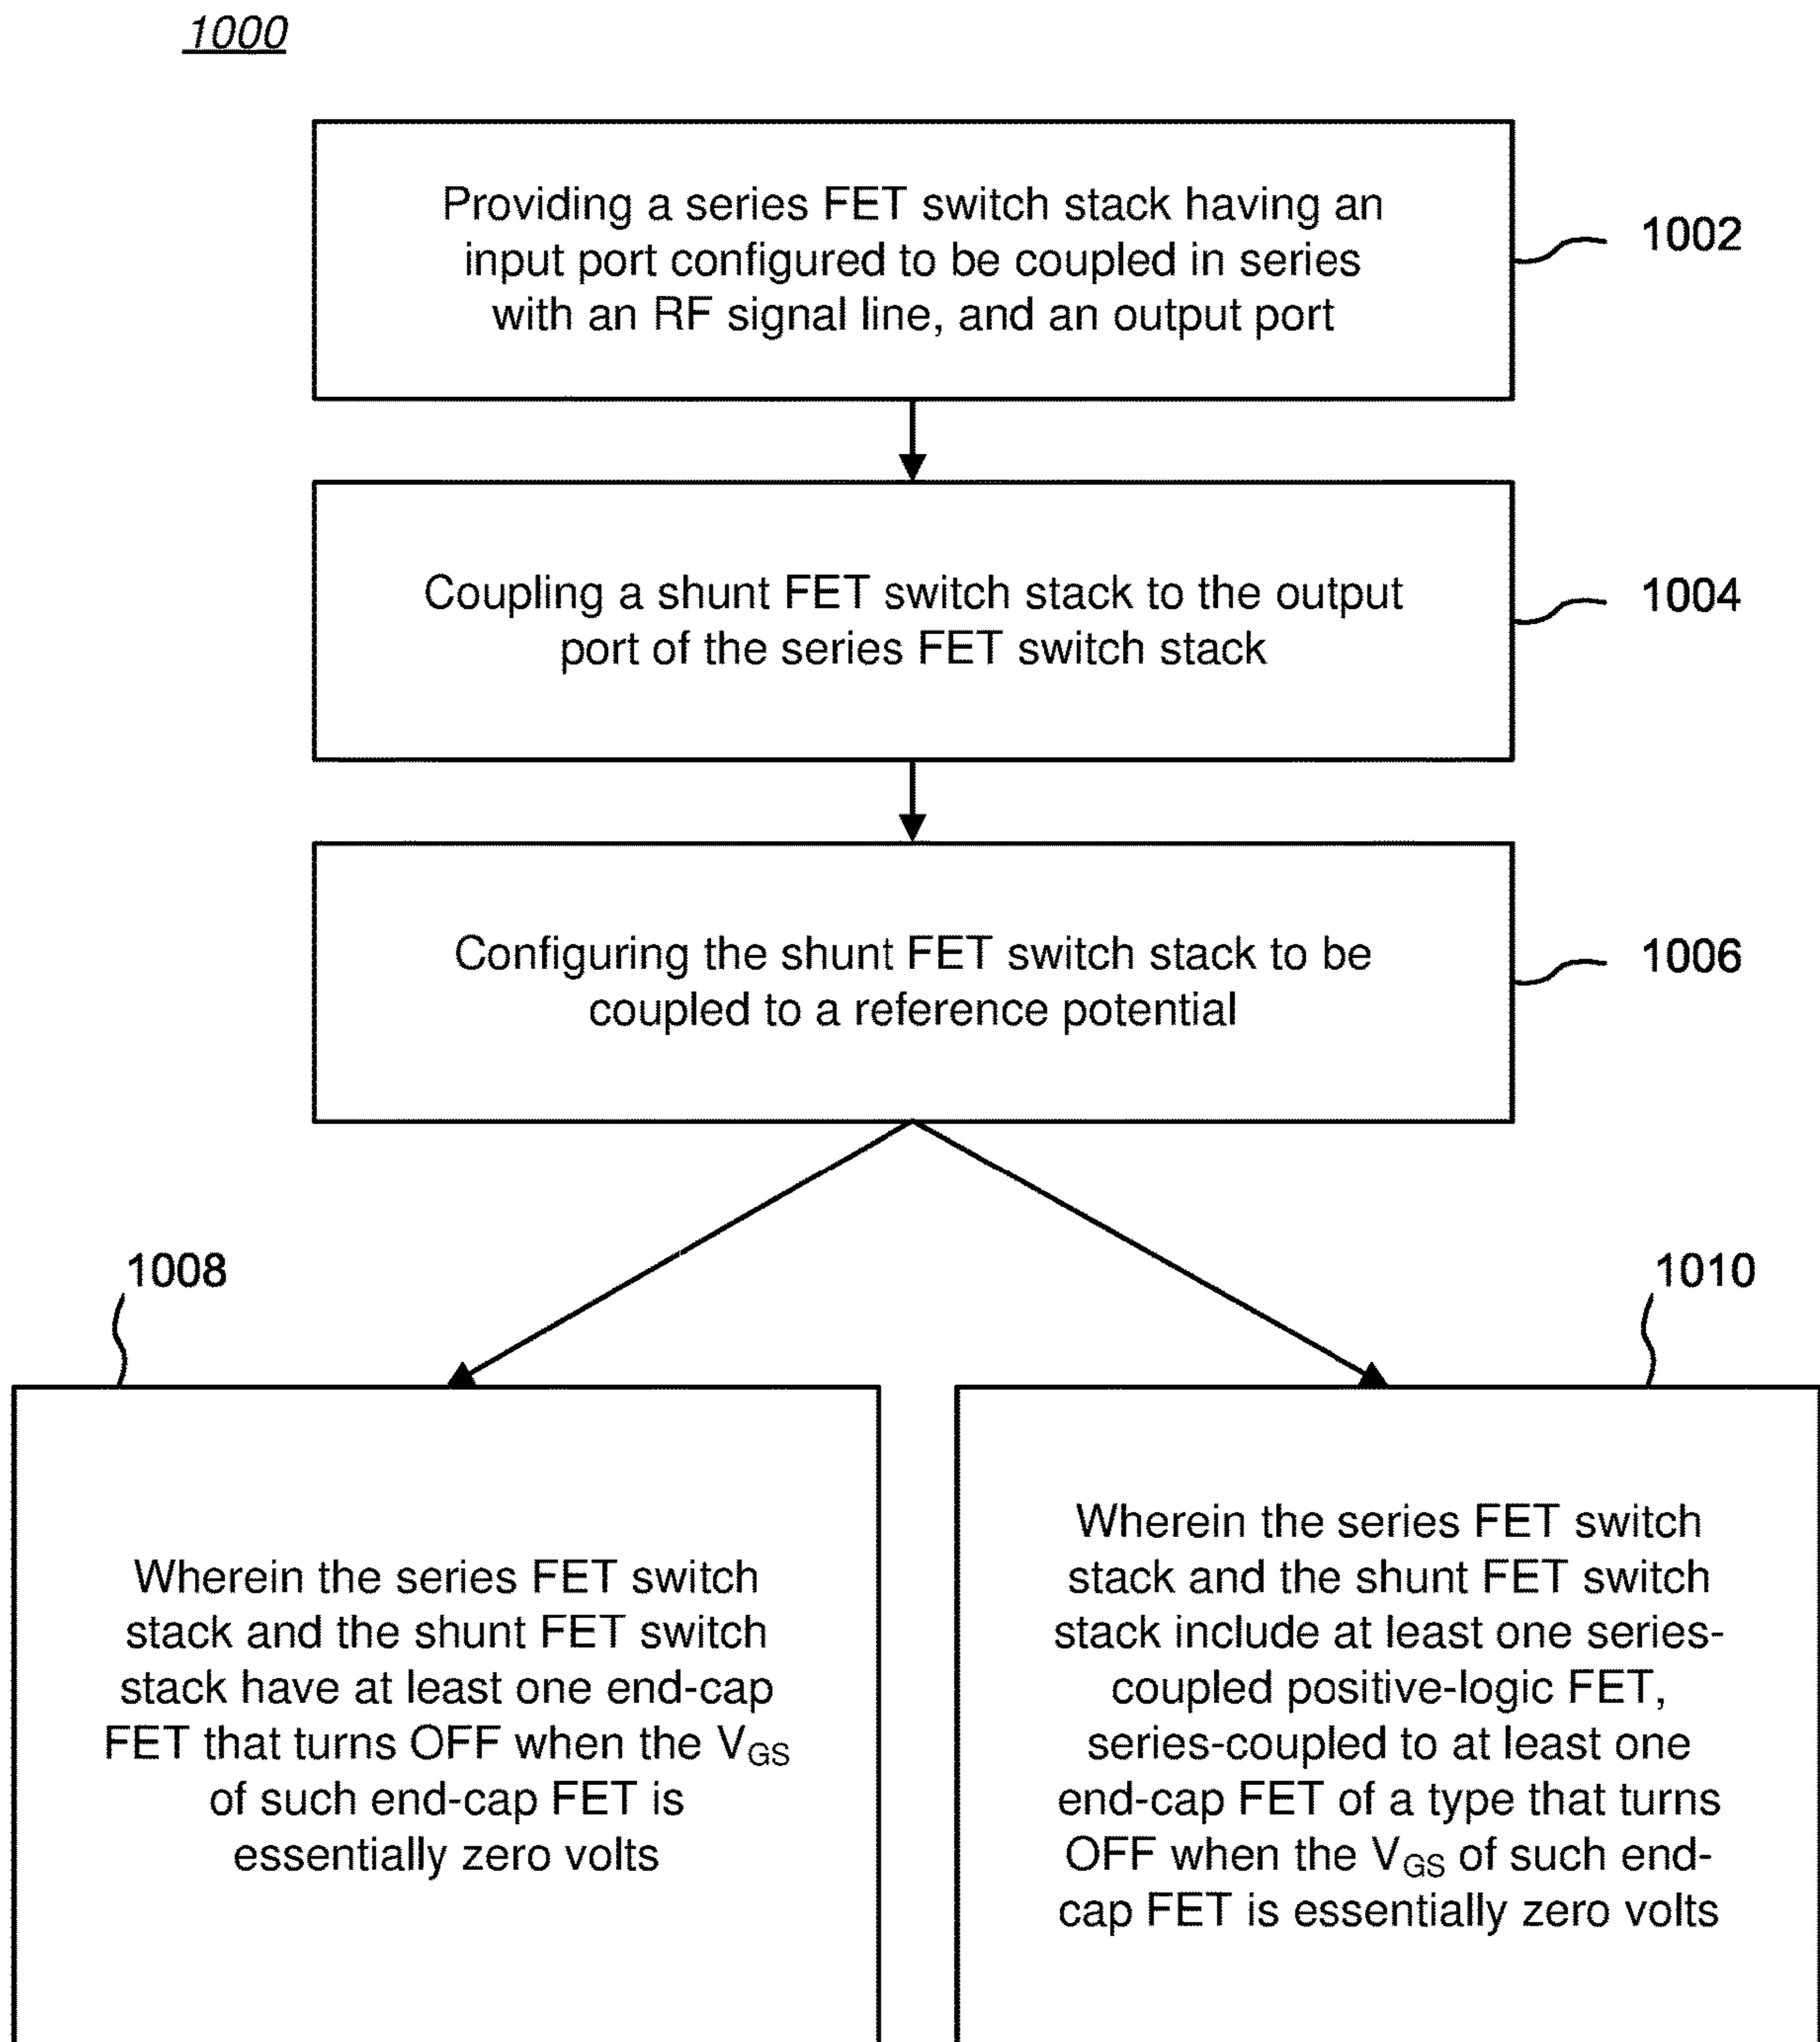 1000
Providing a series FET switch stack having an
input port configured to be coupled in series
with an RF signal line, and an output port
1002
Coupling a shunt FET switch stack to the output
port of the series FET switch stack
1004
Configuring the shunt FET switch stack to be
coupled to a reference potential
1006
1008
Wherein the series FET switch
stack and the shunt FET switch
stack have at least one end-cap
FET that turns OFF when the VGS
of such end-cap FET is
essentially zero volts
1010
Wherein the series FET switch
stack and the shunt FET switch
stack include at least one series-
coupled positive-logic FET,
series-coupled to at least one
end-cap FET of a type that turns
OFF when the VGS of such end-
cap FET is essentially zero volts